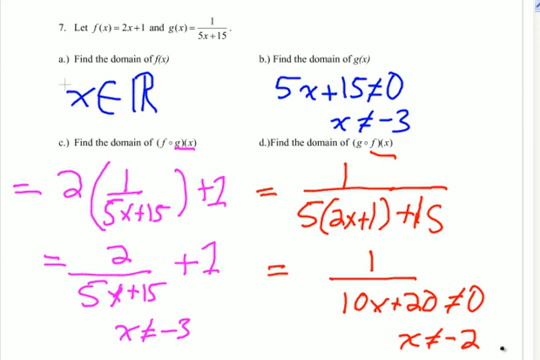 7. Let f(x) = 2x+1 and g(x) = 1/(5x+15).
a.) Find the domain of f(x)
b.) Find the domain of g(x)
x∈ℝ
5x+15≠0
x≠-3
c.) Find the domain of (f∘g)(x)
d.)Find the domain of (g∘f)(x)
= 2(1/(5x+15))+1
= 1/(5(2x+1)+15)
= 2/(5x+15) +1
= 1/(10x+20≠0)
x≠-3
x≠-2